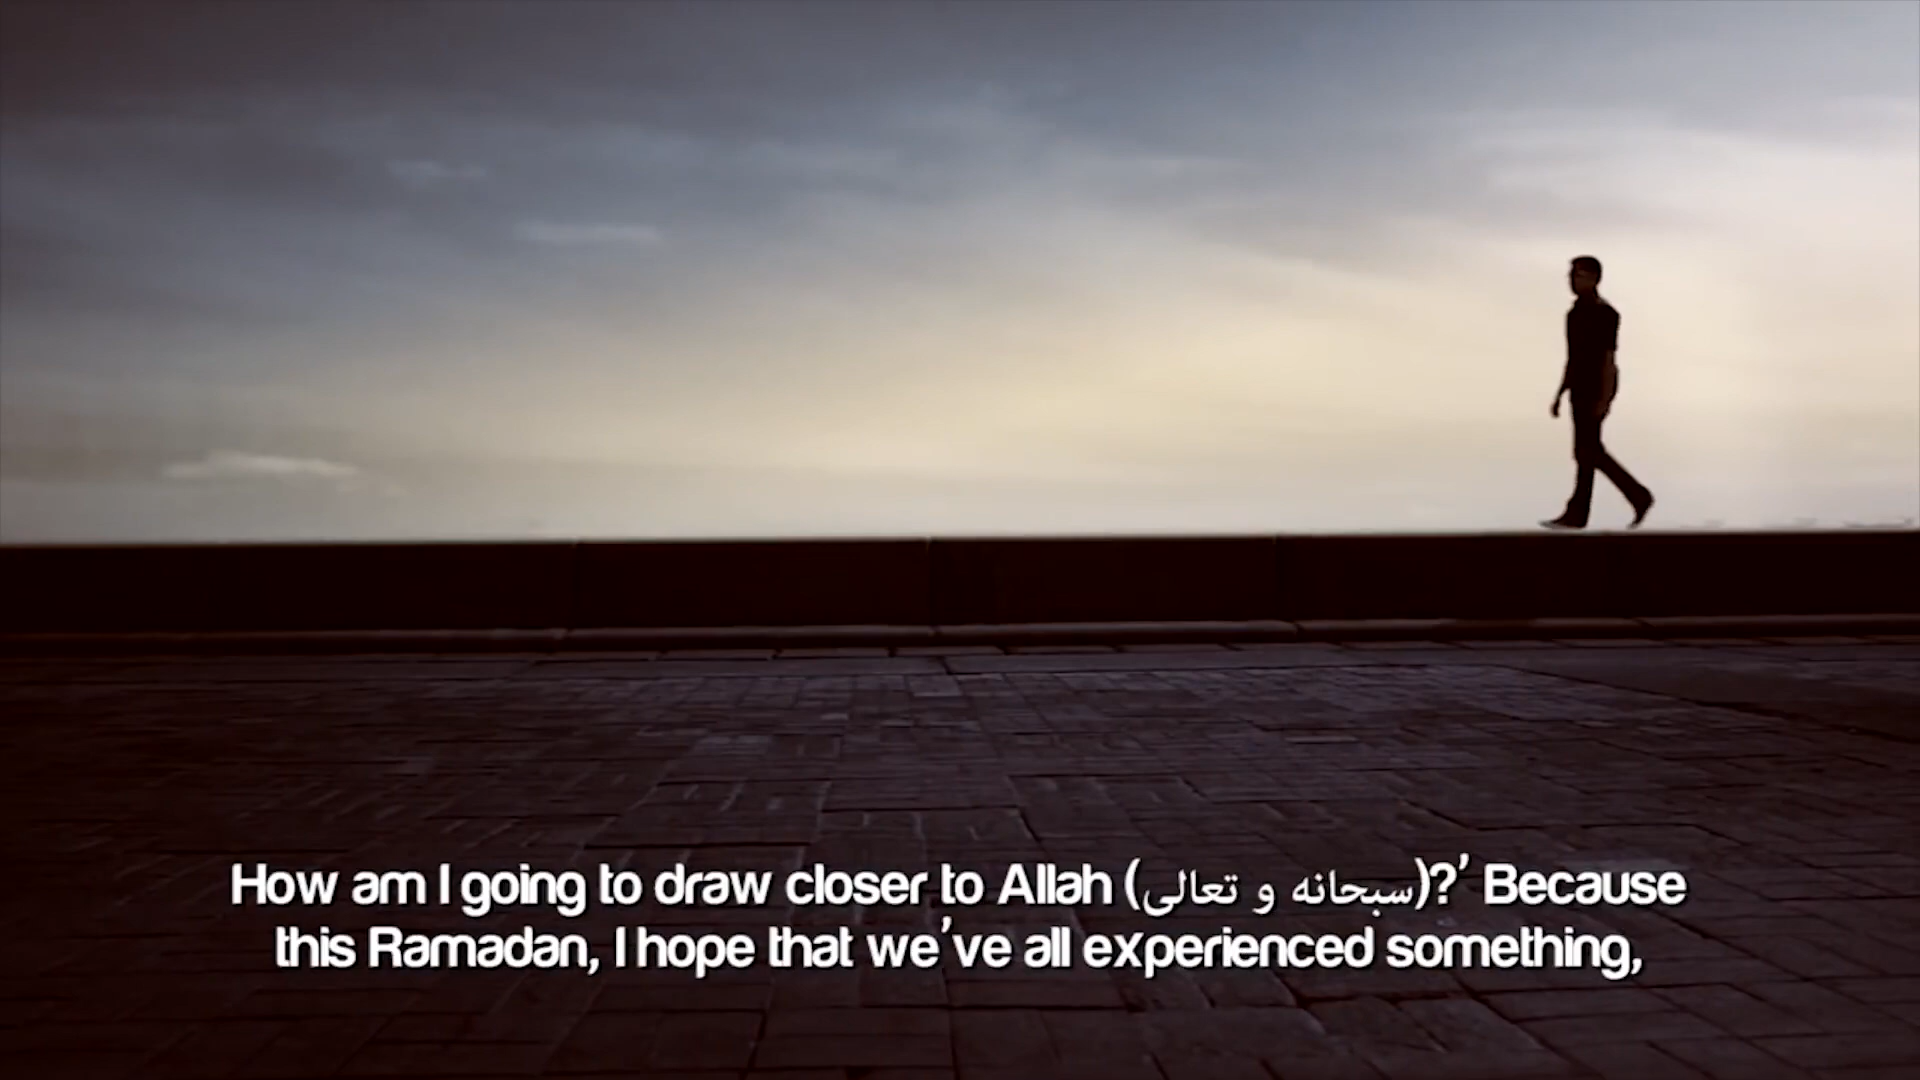 How am I going to draw closer to Allah (سبحانه و تعالى)?’ Because
this Ramadan, I hope that we’ve all experienced something,